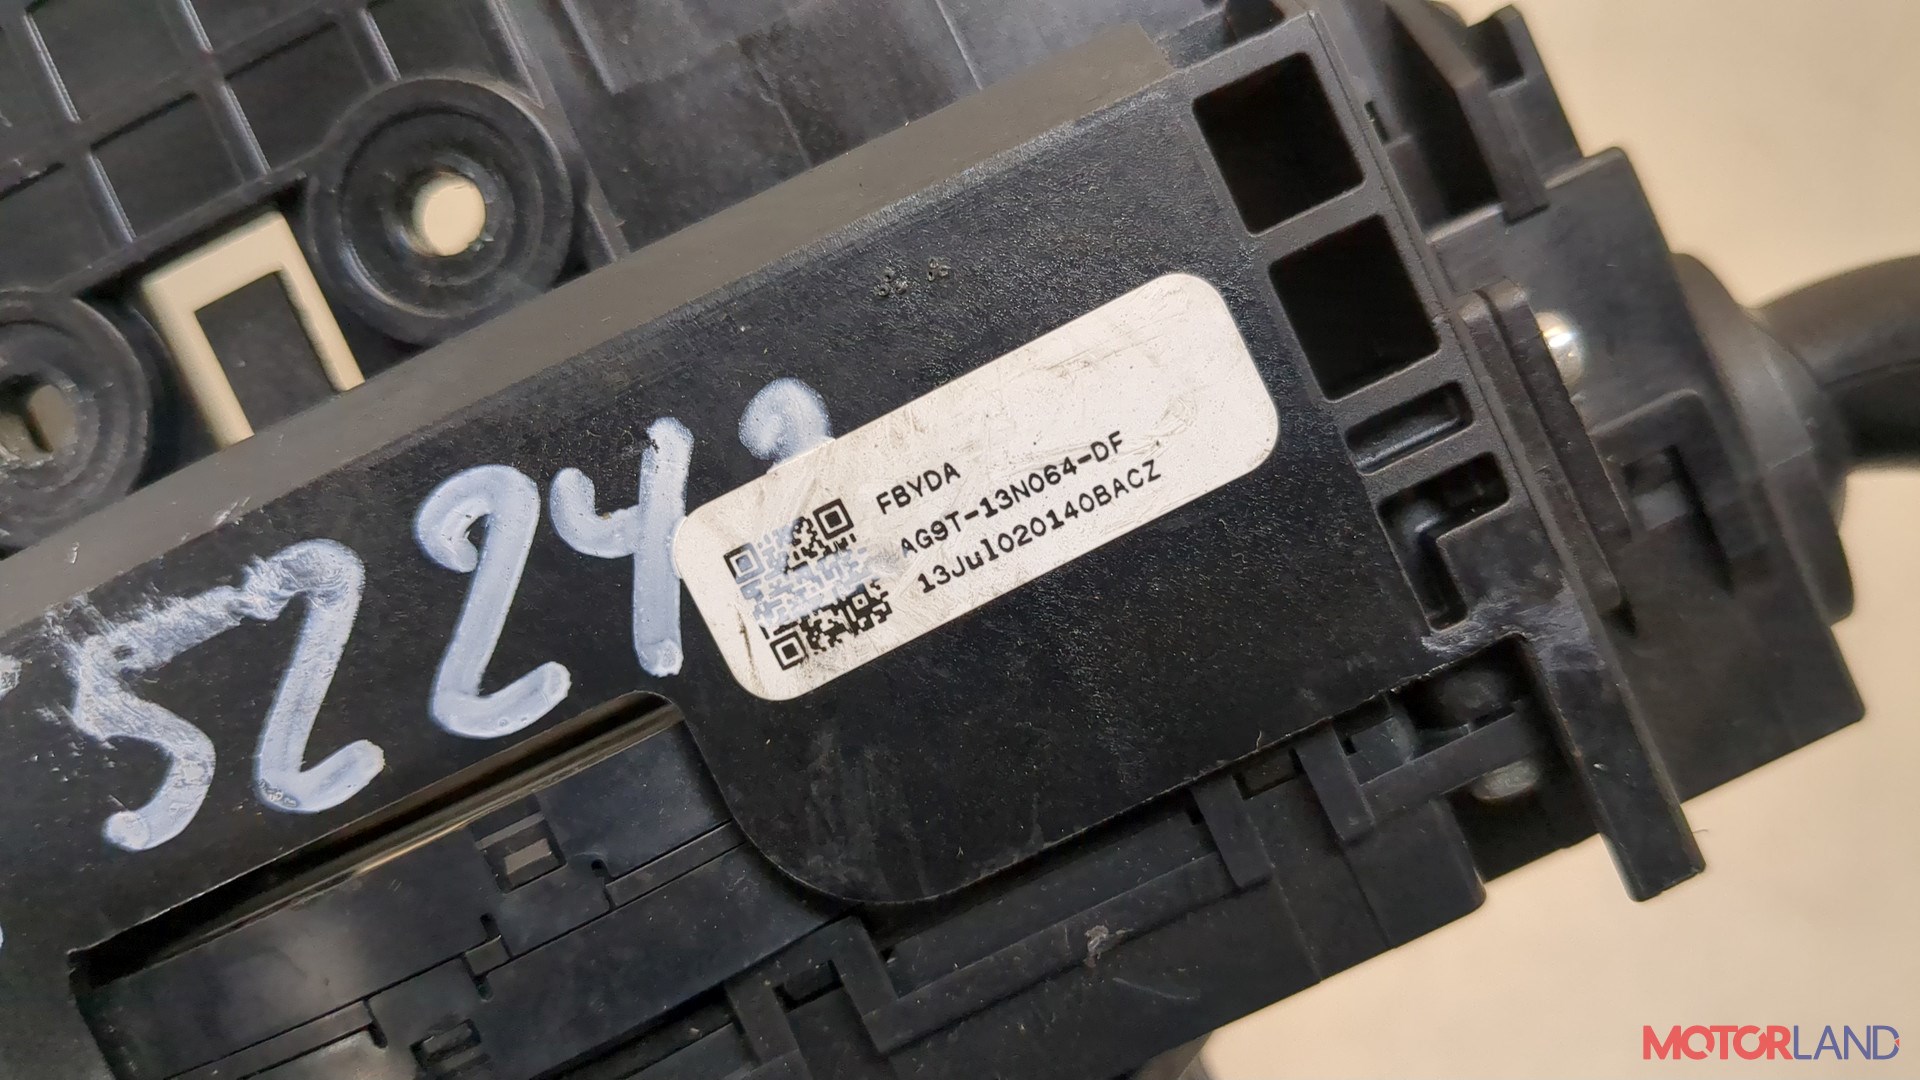 52242
FBYDA
AG9T-13N064-DF
13Jul020140BACZ
MOTORLAND